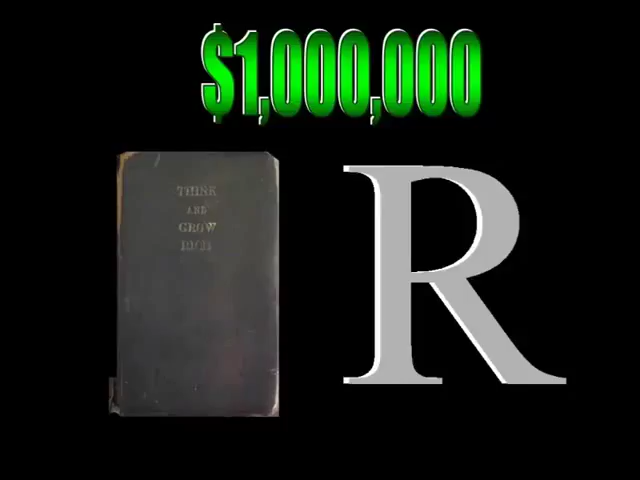 $1,000,000
THINK
AND
GROW
RICH
R